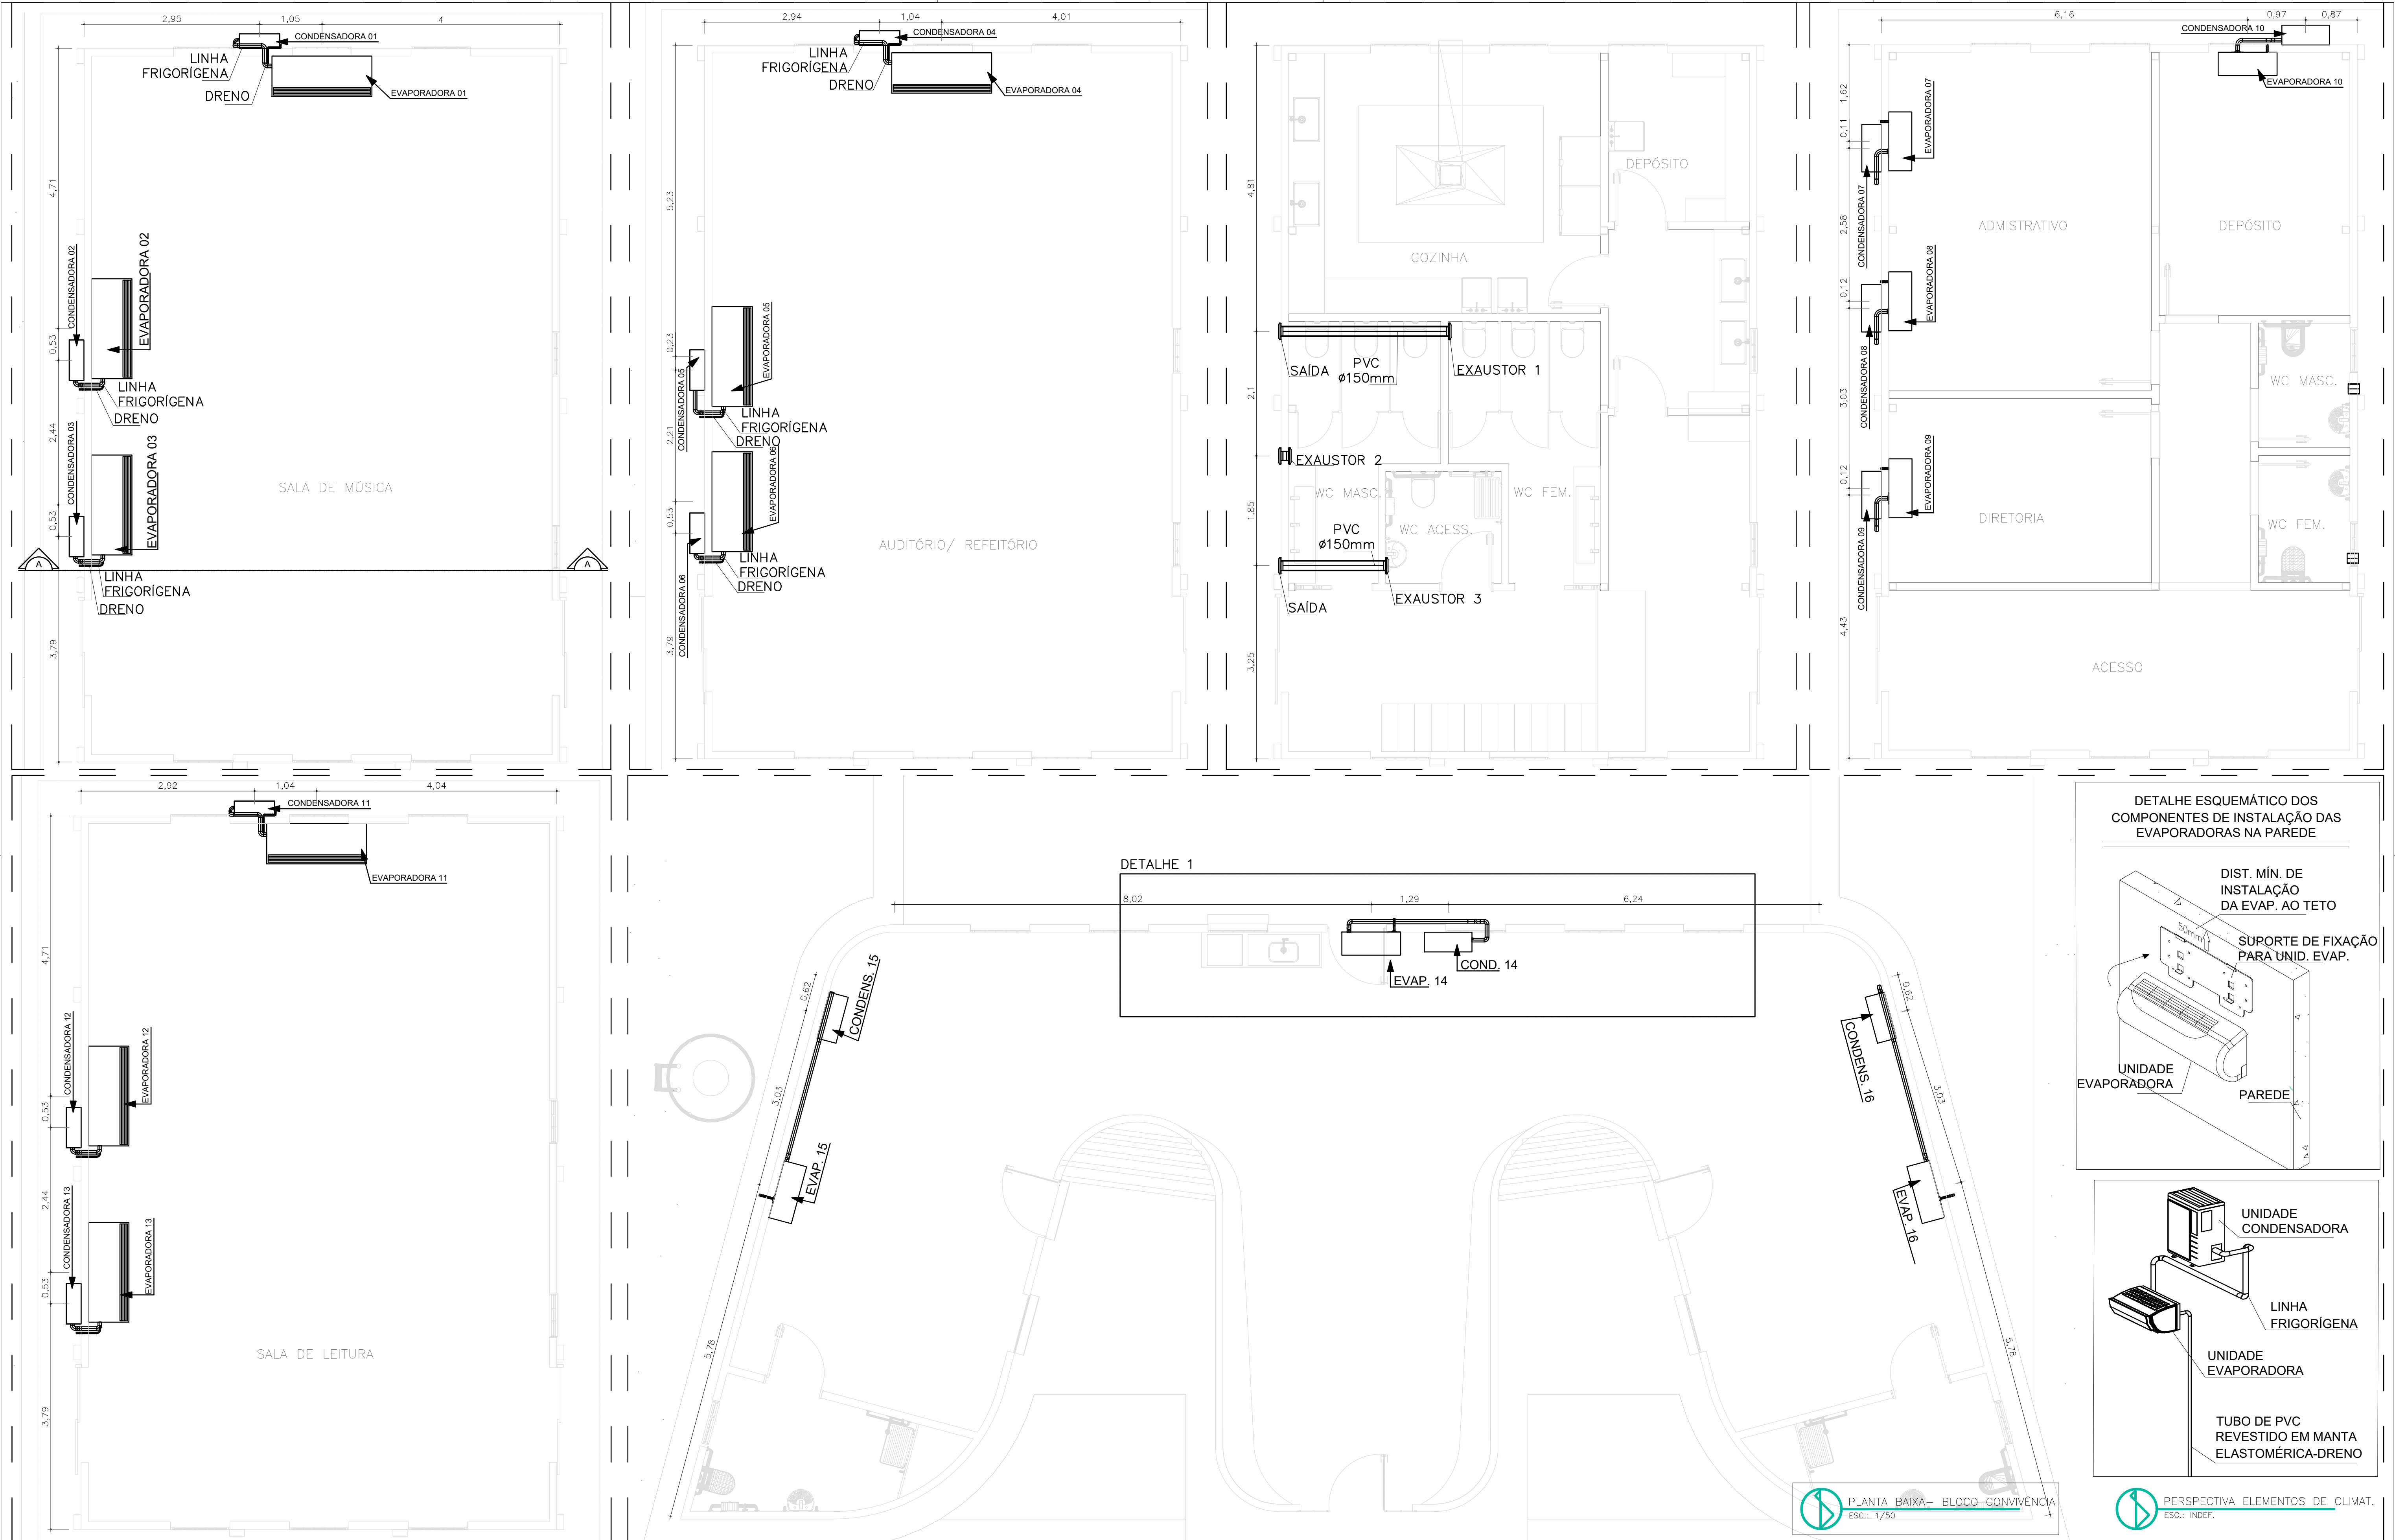 2,95
1,05
4
CONDENSADORA 01
LINHA
FRIGORÍGENA
DRENO
EVAPORADORA 01
4,71
CONDENSADORA 02
EVAPORADORA 02
0,53
LINHA
FRIGORÍGENA
DRENO
2,44
CONDENSADORA 03
EVAPORADORA 03
0,53
SALA DE MÚSICA
A
A
LINHA
FRIGORÍGENA
DRENO
3,79
2,94
1,04
4,01
CONDENSADORA 04
LINHA
FRIGORÍGENA
DRENO
EVAPORADORA 04
5,23
EVAPORADORA 05
0,23
CONDENSADORA 05
LINHA
FRIGORÍGENA
DRENO
2,21
EVAPORADORA 06
0,53
AUDITÓRIO/ REFEITÓRIO
LINHA
FRIGORÍGENA
DRENO
CONDENSADORA 06
3,79
4,81
DEPÓSITO
COZINHA
SAÍDA
PVC
ø150mm
EXAUSTOR 1
2,1
EXAUSTOR 2
WC MASC.
WC FEM.
1,85
PVC
ø150mm
WC ACESS.
SAÍDA
EXAUSTOR 3
3,25
6,16
0,97
0,87
CONDENSADORA 10
EVAPORADORA 10
1,62
EVAPORADORA 07
0,11
CONDENSADORA 07
2,58
ADMISTRATIVO
DEPÓSITO
EVAPORADORA 08
0,12
CONDENSADORA 08
WC MASC.
3,03
EVAPORADORA 09
0,12
DIRETORIA
WC FEM.
CONDENSADORA 09
4,43
ACESSO
2,92
1,04
4,04
CONDENSADORA 11
EVAPORADORA 11
4,71
CONDENSADORA 12
EVAPORADORA 12
0,53
2,44
CONDENSADORA 13
EVAPORADORA 13
0,53
SALA DE LEITURA
3,79
DETALHE 1
8,02
1,29
6,24
EVAP. 14
COND. 14
0,62
CONDENS. 15
3,03
EVAP. 15
5,78
0,62
CONDENS. 16
3,03
EVAP. 16
5,78
DETALHE ESQUEMÁTICO DOS
COMPONENTES DE INSTALAÇÃO DAS
EVAPORADORAS NA PAREDE
DIST. MÍN. DE
INSTALAÇÃO
DA EVAP. AO TETO
50mm
SUPORTE DE FIXAÇÃO
PARA UNID. EVAP.
UNIDADE
EVAPORADORA
PAREDE
UNIDADE
CONDENSADORA
LINHA
FRIGORÍGENA
UNIDADE
EVAPORADORA
TUBO DE PVC
REVESTIDO EM MANTA
ELASTOMÉRICA-DRENO
PLANTA BAIXA- BLOCO CONVIVÊNCIA
ESC.: 1/50
PERSPECTIVA ELEMENTOS DE CLIMAT.
ESC.: INDEF.